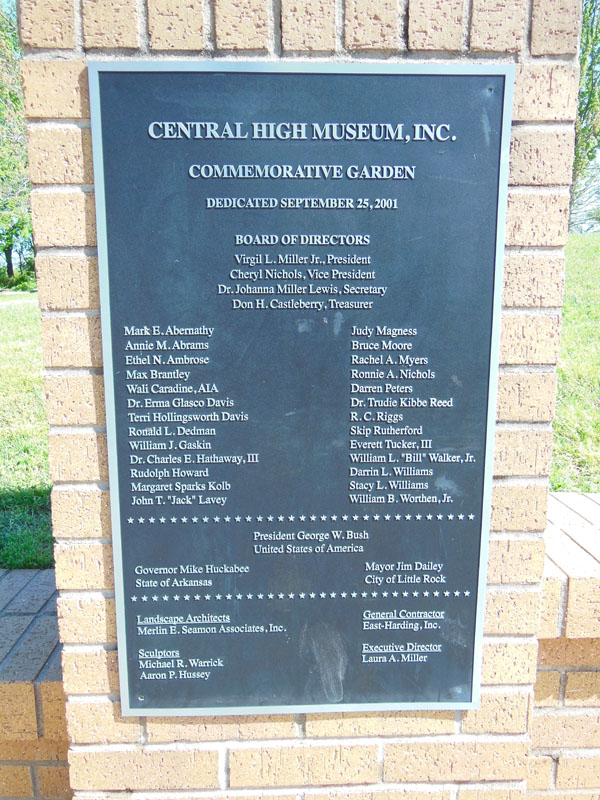 CENTRAL HIGH MUSEUM, INC.
COMMEMORATIVE GARDEN
DEDICATED SEPTEMBER 25, 2001
BOARD OF DIRECTORS
Virgil L. Miller Jr., President
Cheryl Nichols, Vice President
Dr. Johanna Miller Lewis, Secretary
Don H. Castleberry, Treasurer
Mark E. Abernathy
Annie M. Abrams
Ethel N. Ambrose
Max Brantley
Wali Caradine, AIA
Dr. Erma Glasco Davis
Terri Hollingsworth Davis
Ronald L. Dedman
William J. Gaskin
Dr. Charles E. Hathaway, III
Rudolph Howard
Margaret Sparks Kolb
John T. "Jack" Lavey
Judy Magness
Bruce Moore
Rachel A. Myers
Ronnie A. Nichols
Darren Peters
Dr. Trudie Kibbe Reed
R. C. Riggs
Skip Rutherford
Everett Tucker, III
William L. "Bill" Walker, Jr.
Darrin L. Williams
Stacy L. Williams
William B. Worthen, Jr.
President George W. Bush
United States of America
Governor Mike Huckabee
State of Arkansas
Mayor Jim Dailey
City of Little Rock
Landscape Architects
Merlin E. Seamon Associates, Inc.
Sculptors
Michael R. Warrick
Aaron P. Hussey
General Contractor
East-Harding, Inc.
Executive Director
Laura A. Miller